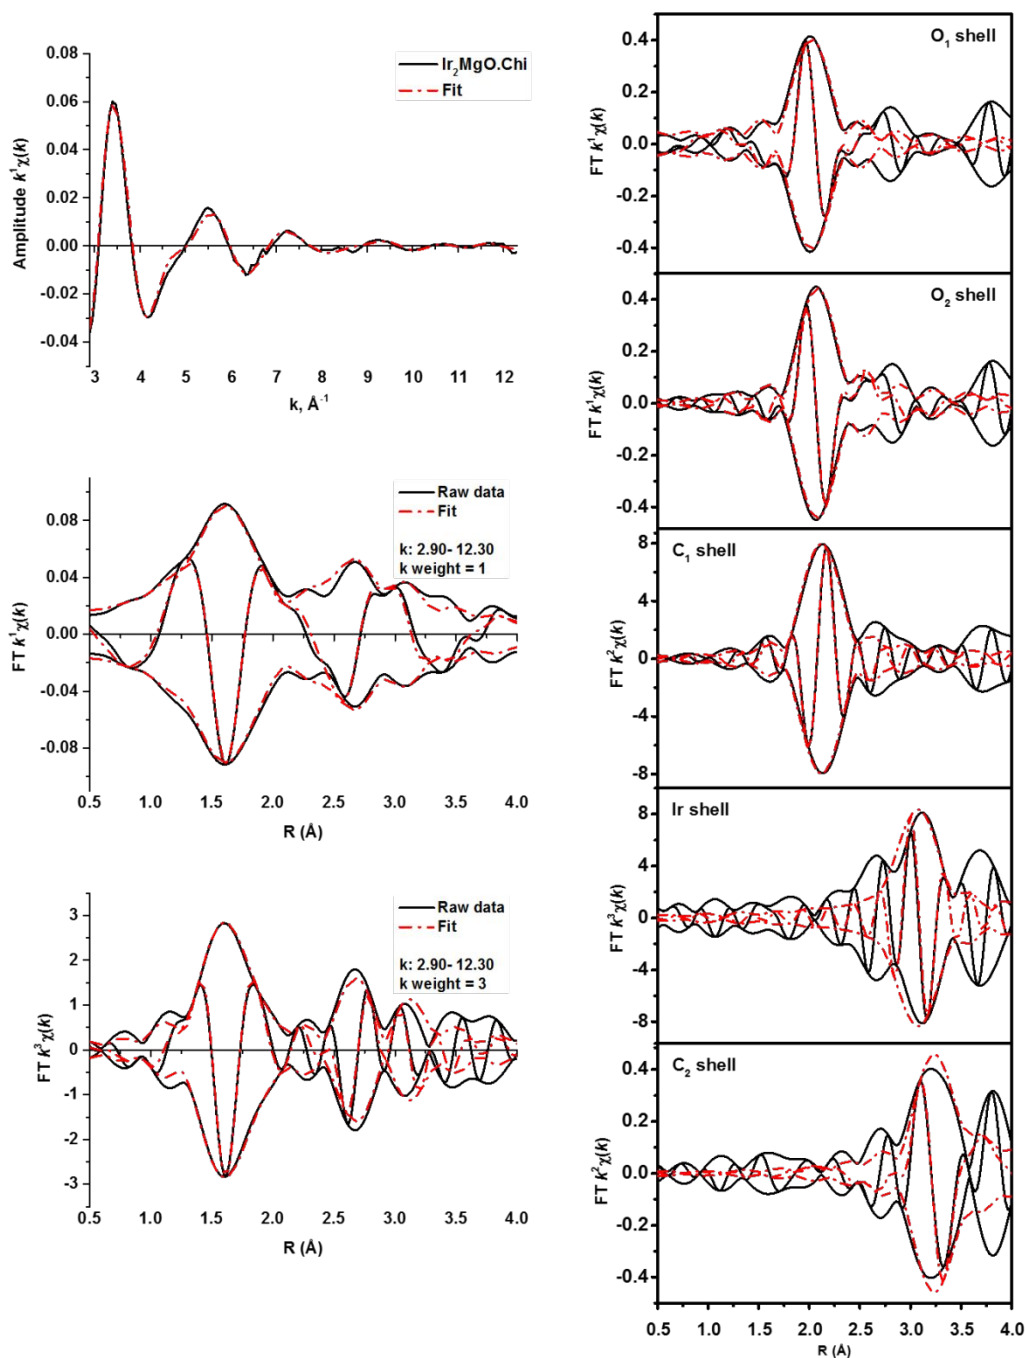 0.08
0.06
0.04
0.02
0.00
-0.02
-0.04
Amplitude k¹χ(k)
Ir₂MgO.Chi
Fit
3 4 5 6 7 8 9 10 11 12
k, Å⁻¹
0.08
0.04
0.00
-0.04
-0.08
FT k¹χ(k)
Raw data
Fit
k: 2.90- 12.30
k weight = 1
0.5 1.0 1.5 2.0 2.5 3.0 3.5 4.0
R (Å)
3
2
1
0
-1
-2
-3
FT k³χ(k)
Raw data
Fit
k: 2.90- 12.30
k weight = 3
0.5 1.0 1.5 2.0 2.5 3.0 3.5 4.0
R (Å)
O₁ shell
0.4
0.2
0.0
-0.2
-0.4
FT k¹χ(k)
O₂ shell
0.4
0.2
0.0
-0.2
-0.4
FT k¹χ(k)
C₁ shell
8
4
0
-4
-8
FT k²χ(k)
Ir shell
8
4
0
-4
-8
FT k³χ(k)
C₂ shell
0.4
0.2
0.0
-0.2
-0.4
FT k²χ(k)
0.5 1.0 1.5 2.0 2.5 3.0 3.5 4.0
R (Å)